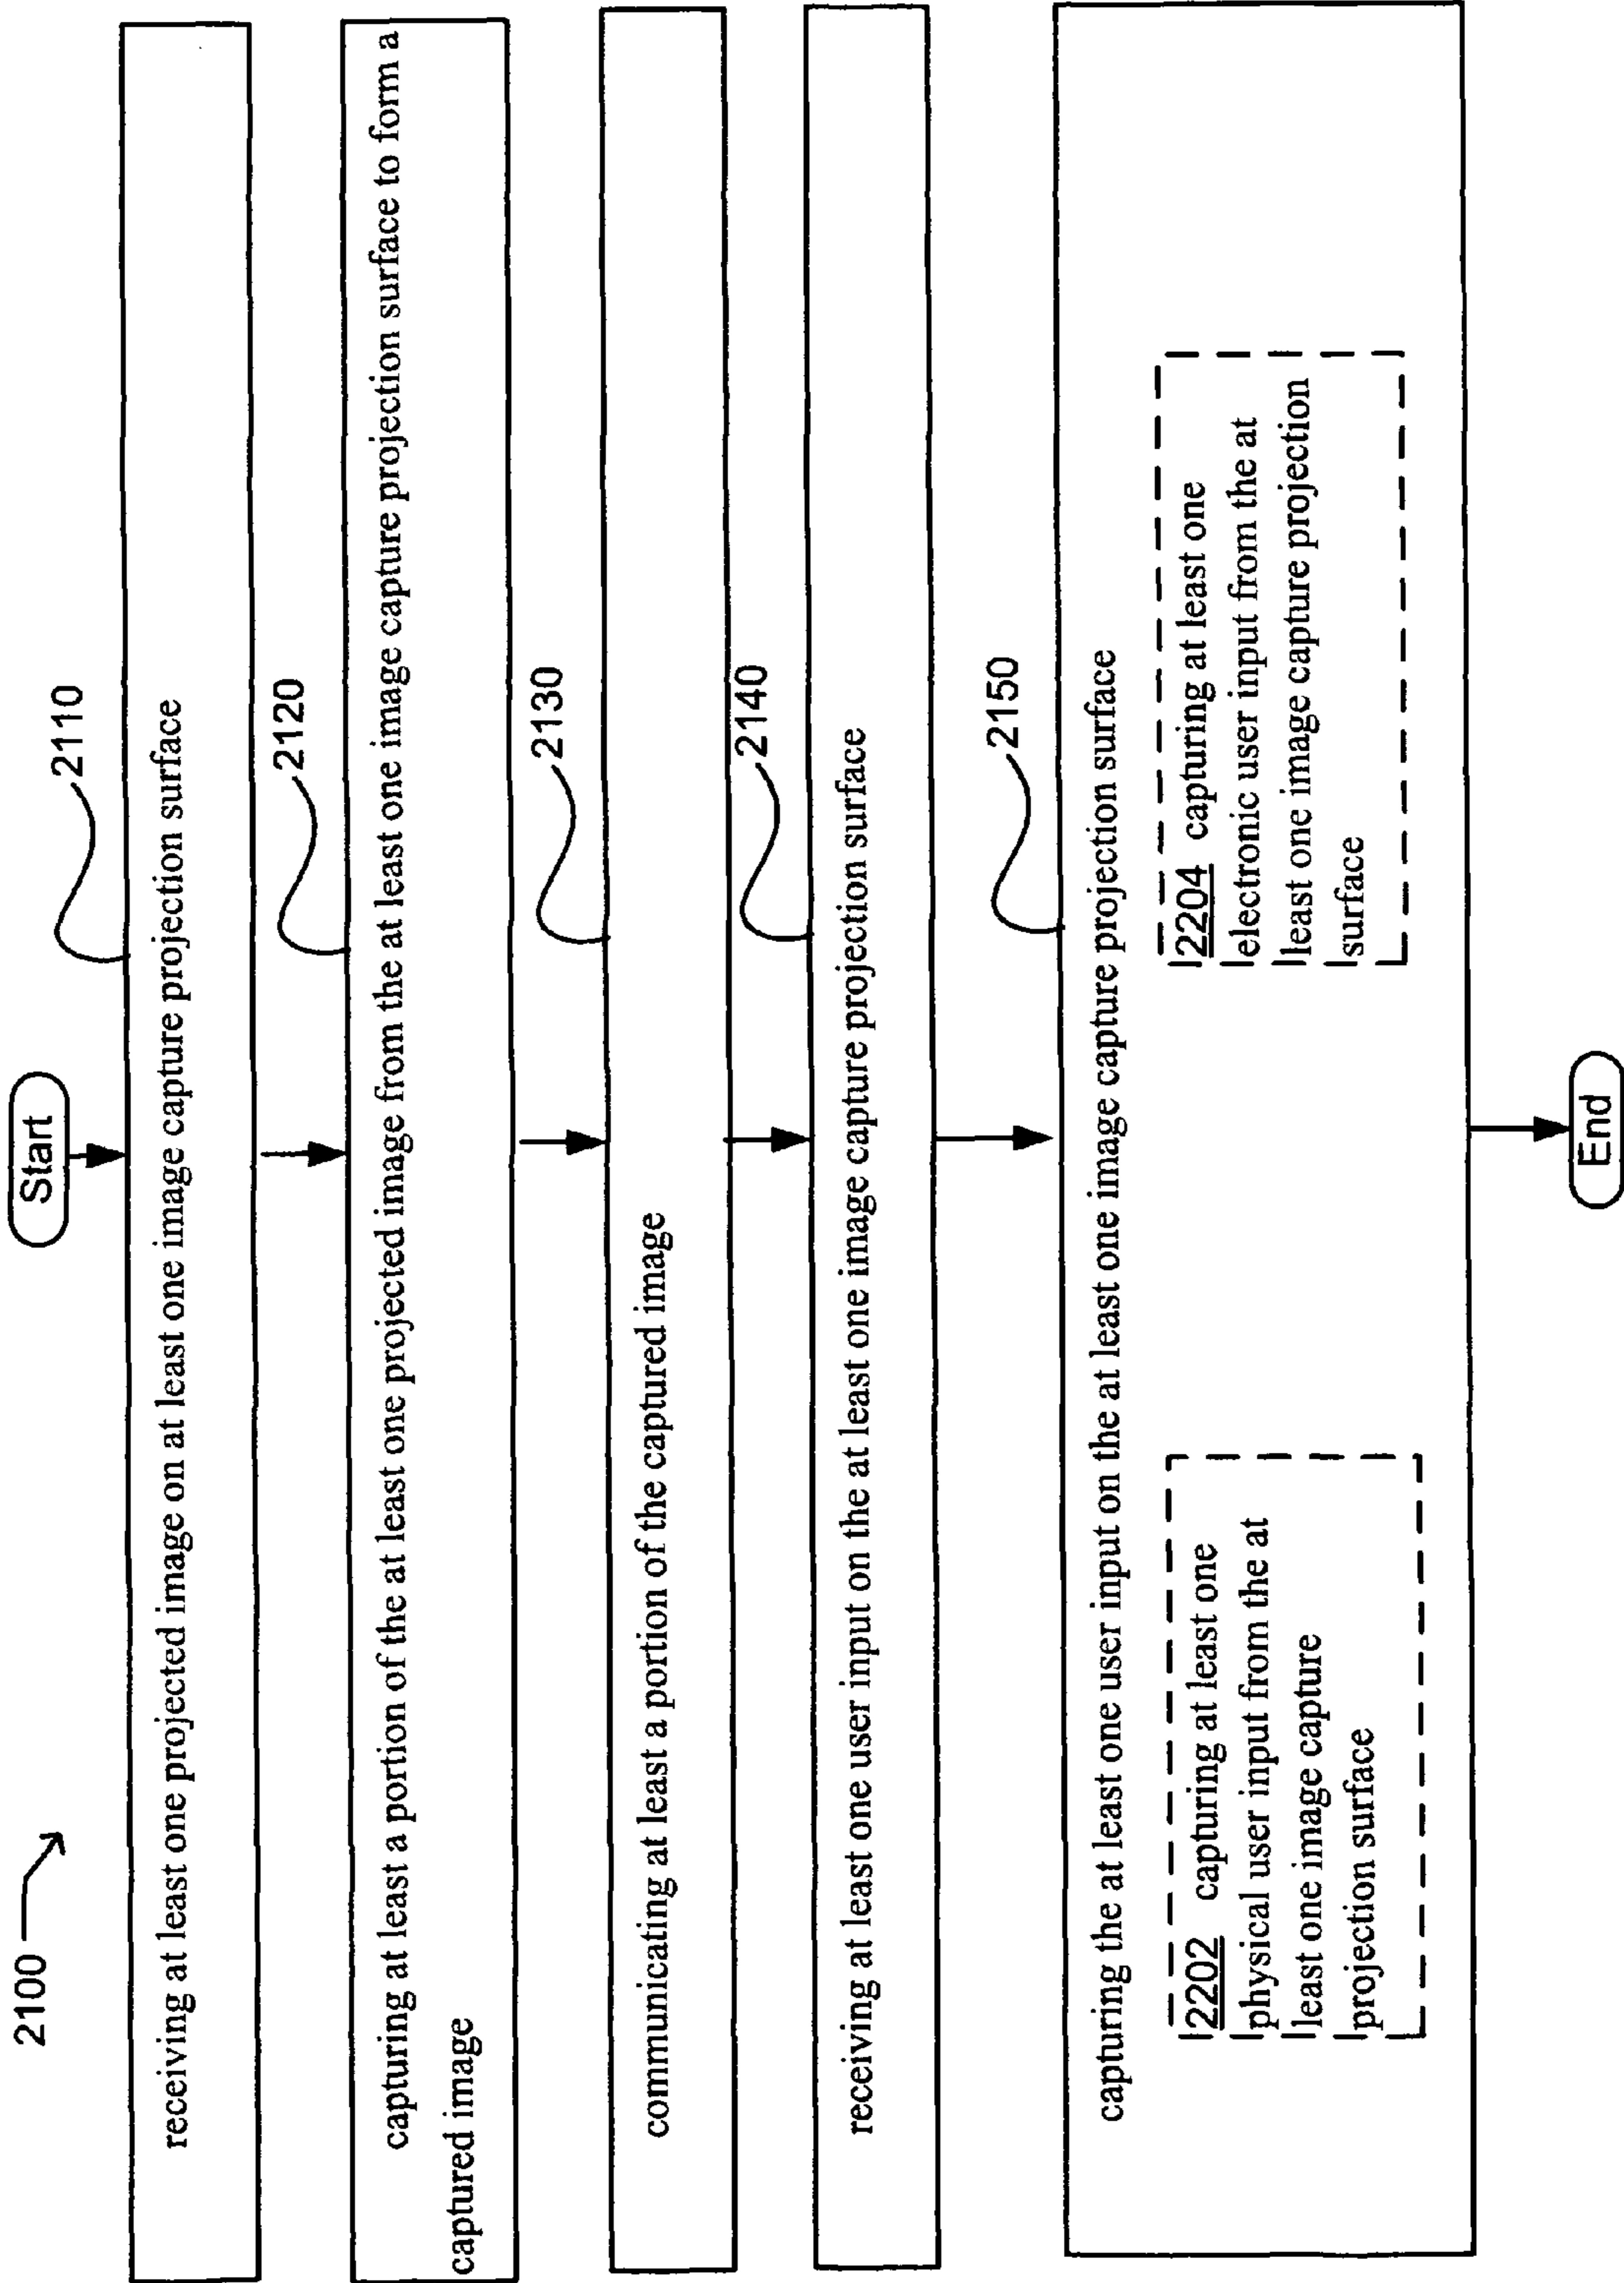 2100
Start
2110
receiving at least one projected image on at least one image capture projection surface
2120
capturing at least a portion of the at least one projected image from the at least one image capture projection surface to form a
captured image
2130
communicating at least a portion of the captured image
2140
receiving at least one user input on the at least one image capture projection surface
2150
capturing the at least one user input on the at least one image capture projection surface
2202 capturing at least one
physical user input from the at
least one image capture
projection surface
2204 capturing at least one
electronic user input from the at
least one image capture projection
surface
End